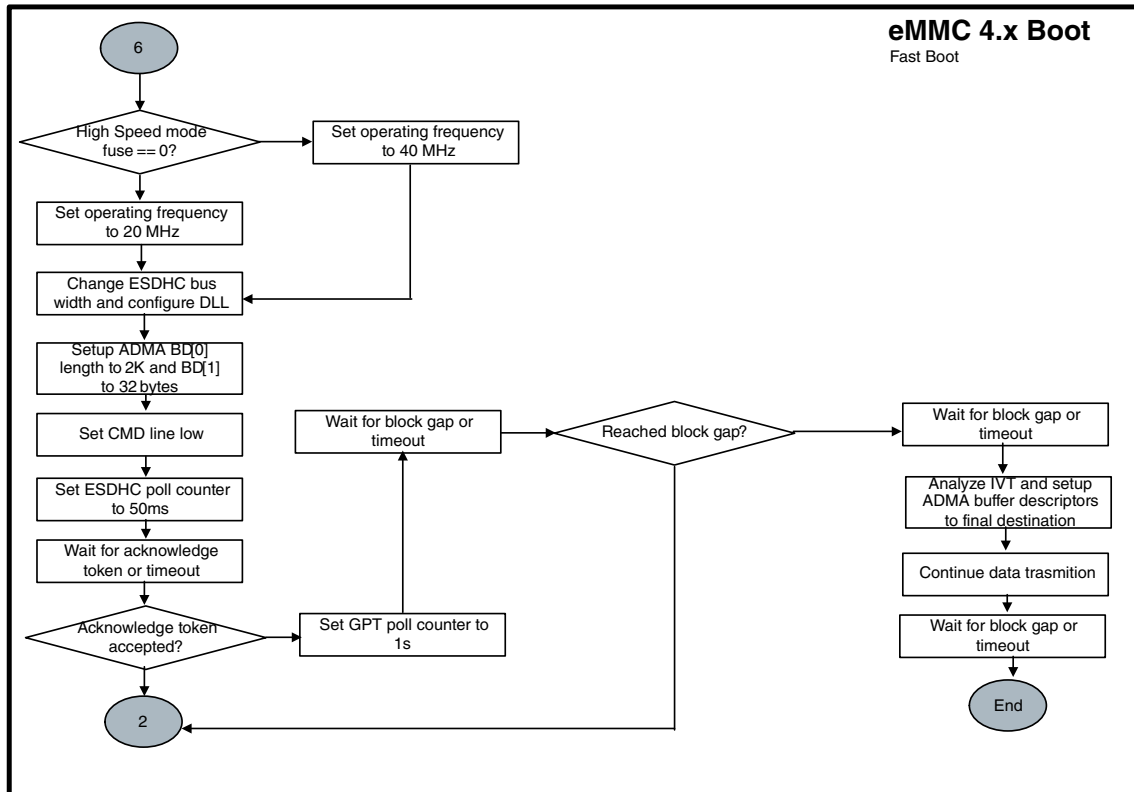 eMMC 4.x Boot
Fast Boot
6
High Speed mode
fuse == 0?
Set operating frequency
to 40 MHz
Set operating frequency
to 20 MHz
Change ESDHC bus
width and configure DLL
Setup ADMA BD[0]
length to 2K and BD[1]
to 32 bytes
Set CMD line low
Set ESDHC poll counter
to 50ms
Wait for acknowledge
token or timeout
Acknowledge token
accepted?
2
Set GPT poll counter to
1s
Wait for block gap or
timeout
Reached block gap?
Wait for block gap or
timeout
Analyze IVT and setup
ADMA buffer descriptors
to final destination
Continue data trasmition
Wait for block gap or
timeout
End